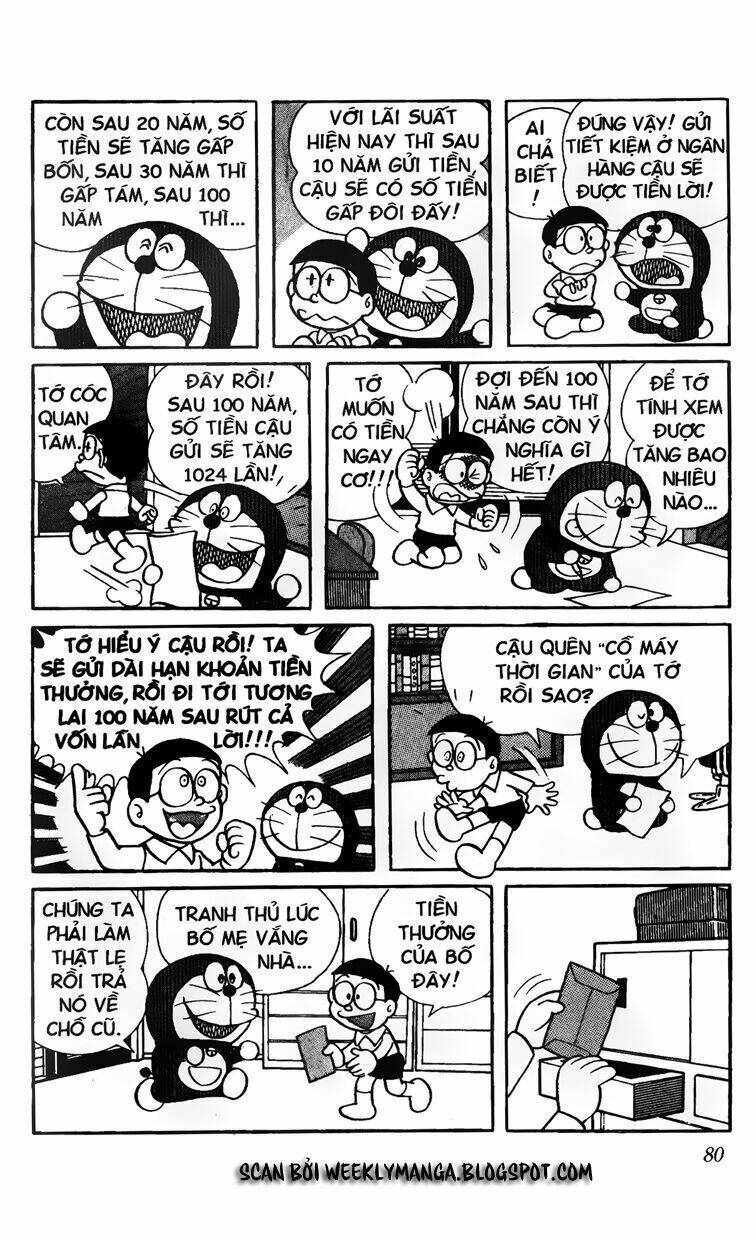 ĐÚNG VẬY! GỬI
TIẾT KIỆM Ở NGÂN
HÀNG CẬU SẼ
ĐƯỢC TIỀN LỜI!
AI
CHẢ
BIẾT
!
VỚI LÃI SUẤT
HIỆN NAY THÌ SAU
10 NĂM GỬI TIỀN,
CẬU SẼ CÓ SỐ TIỀN
GẤP ĐÔI ĐẤY!
CÒN SAU 20 NĂM, SỐ
TIỀN SẼ TĂNG GẤP
BỐN, SAU 30 NĂM THÌ
GẤP TÁM, SAU 100
NĂM THÌ...
ĐỂ TỚ
TÍNH XEM
ĐƯỢC
TĂNG BAO
NHIÊU
NÀO...
ĐỢI ĐẾN 100
NĂM SAU THÌ
CHẲNG CÒN Ý
NGHĨA GÌ
HẾT!
TỚ
MUỐN
CÓ TIỀN
NGAY
CƠ!!!
ĐÂY RỒI!
SAU 100 NĂM,
SỐ TIỀN CẬU
GỬI SẼ TĂNG
1024 LẦN!
TỚ CÓC
QUAN
TÂM.
CẬU QUÊN “CỖ MÁY
THỜI GIAN” CỦA TỚ
RỒI SAO?
TỚ HIỂU Ý CẬU RỒI! TA
SẼ GỬI DÀI HẠN KHOẢN TIỀN
THƯỞNG, RỒI ĐI TỚI TƯƠNG
LAI 100 NĂM SAU RÚT CẢ
VỐN LẪN LỜI!!!
TIỀN
THƯỞNG
CỦA BỐ
ĐÂY!
TRANH THỦ LÚC
BỐ MẸ VẮNG
NHÀ...
CHÚNG TA
PHẢI LÀM
THẬT LẸ
RỒI TRẢ
NÓ VỀ
CHỖ CŨ.
80
SCAN BỞI WEEKLYMANGA.BLOGSPOT.COM